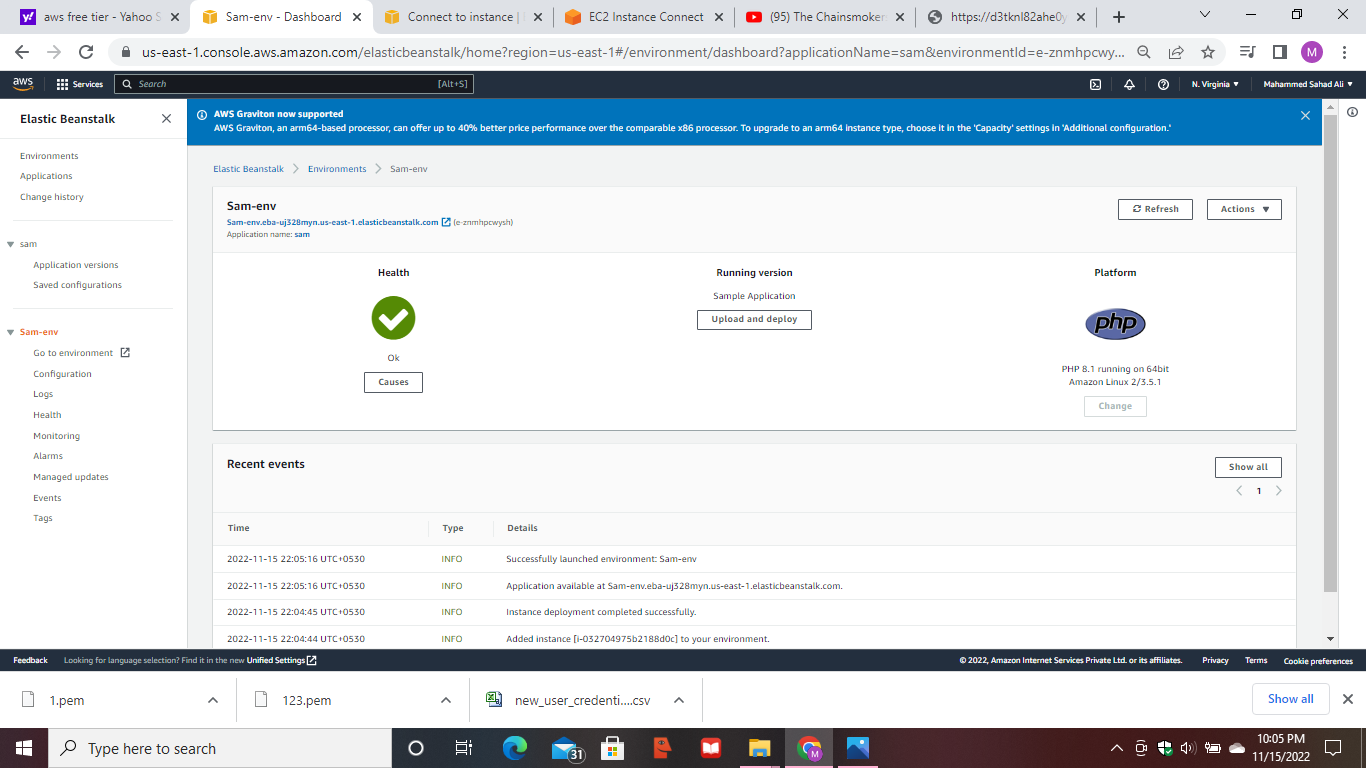 aws free tier - Yahoo S
Sam-env - Dashboard
Connect to instance |
EC2 Instance Connect
(95) The Chainsmoker
https://d3tknl82ahe0y
us-east-1.console.aws.amazon.com/elasticbeanstalk/home?region=us-east-1#/environment/dashboard?applicationName=sam&environmentId=e-znmhpcwy...
M
aws
Services
Search
[Alt+S]
N. Virginia
Mahammed Sahad Ali
Elastic Beanstalk
Environments
Applications
Change history
sam
Application versions
Saved configurations
Sam-env
Go to environment
Configuration
Logs
Health
Monitoring
Alarms
Managed updates
Events
Tags
AWS Graviton now supported
AWS Graviton, an arm64-based processor, can offer up to 40% better price performance over the comparable x86 processor. To upgrade to an arm64 instance type, choose it in the 'Capacity' settings in 'Additional configuration.'
Elastic Beanstalk > Environments > Sam-env
Sam-env
Sam-env.eba-uj328myn.us-east-1.elasticbeanstalk.com (e-znmhpcwysh)
Application name: sam
Refresh
Actions
Health
Ok
Causes
Running version
Sample Application
Upload and deploy
Platform
php
PHP 8.1 running on 64bit
Amazon Linux 2/3.5.1
Change
Recent events
Show all
1
Time Type Details
2022-11-15 22:05:16 UTC+0530 INFO Successfully launched environment: Sam-env
2022-11-15 22:05:16 UTC+0530 INFO Application available at Sam-env.eba-uj328myn.us-east-1.elasticbeanstalk.com.
2022-11-15 22:04:45 UTC+0530 INFO Instance deployment completed successfully.
2022-11-15 22:04:44 UTC+0530 INFO Added instance [i-032704975b2188d0c] to your environment.
Feedback
Looking for language selection? Find it in the new Unified Settings
© 2022, Amazon Internet Services Private Ltd. or its affiliates.
Privacy
Terms
Cookie preferences
1.pem
123.pem
new_user_credenti....csv
Show all
Type here to search
31
M
10:05 PM
11/15/2022